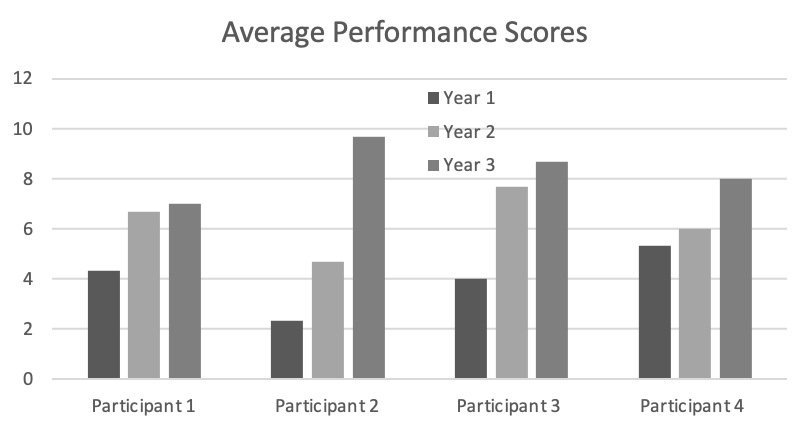 Average Performance Scores
12
10
8
6
4
2
0
Year 1
Year 2
Year 3
Participant 1
Participant 2
Participant 3
Participant 4